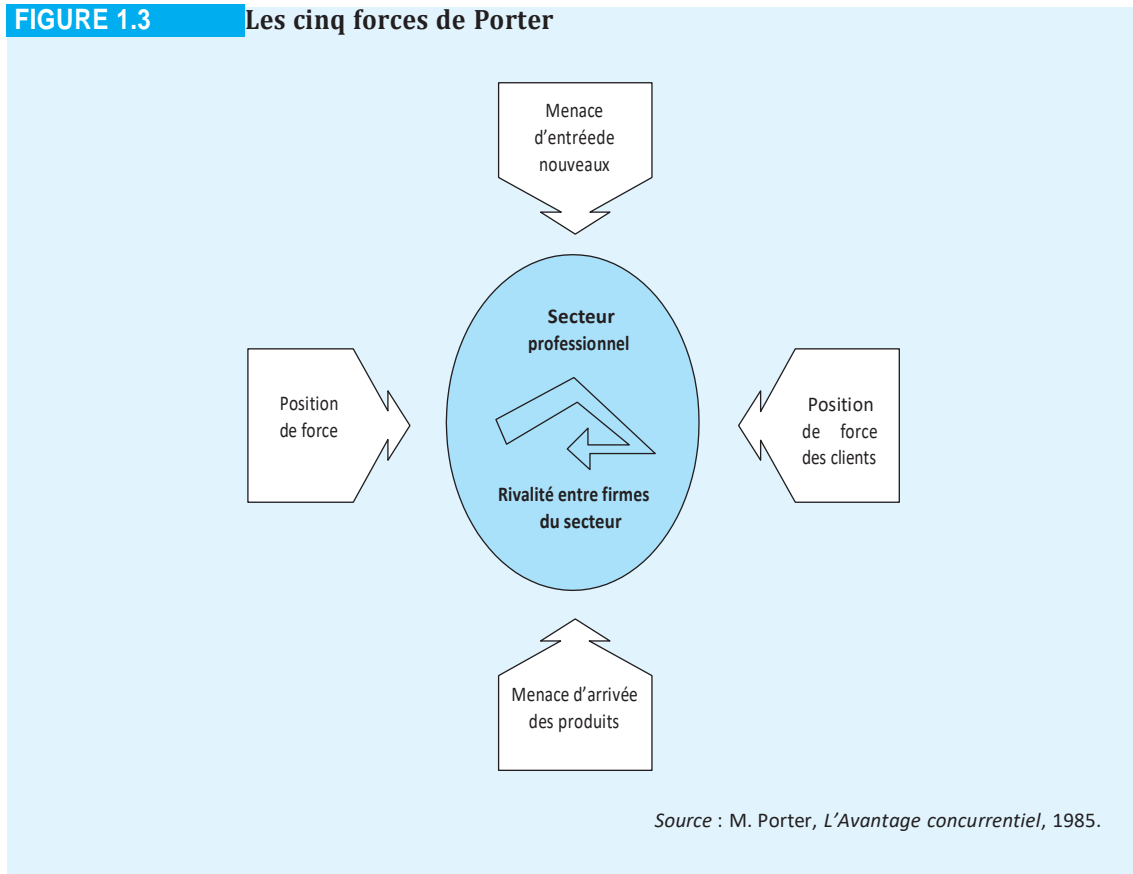 FIGURE 1.3 Les cinq forces de Porter
Menace
d'entréede
nouveaux
Secteur
professionnel
Position
de force
Position
de force
des clients
Rivalité entre firmes
du secteur
Menace d'arrivée
des produits
Source : M. Porter, L'Avantage concurrentiel, 1985.